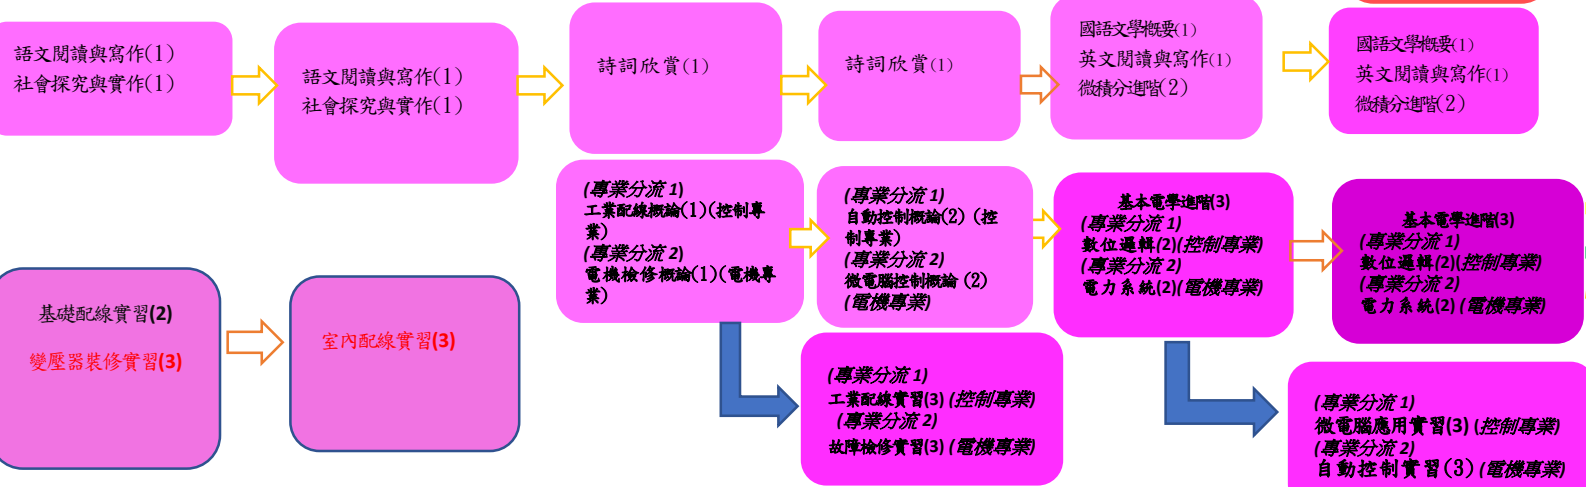 語文閱讀與寫作(1)
社會探究與實作(1)
語文閱讀與寫作(1)
社會探究與實作(1)
詩詞欣賞(1)
詩詞欣賞(1)
國語文學概要(1)
英文閱讀與寫作(1)
微積分進階(2)
國語文學概要(1)
英文閱讀與寫作(1)
微積分進階(2)
(專業分流 1)
工業配線概論(1)(控制專
業)
(專業分流 2)
電機檢修概論(1)(電機專
業)
(專業分流 1)
自動控制概論(2) (控
制專業)
(專業分流 2)
微電腦控制概論 (2)
(電機專業)
基本電學進階(3)
(專業分流 1)
數位邏輯(2)(控制專業)
(專業分流 2)
電力系統(2)(電機專業)
基本電學進階(3)
(專業分流 1)
數位邏輯(2)(控制專業)
(專業分流 2)
電力系統(2) (電機專業)
基礎配線實習(2)
變壓器裝修實習(3)
室內配線實習(3)
(專業分流 1)
工業配線實習(3) (控制專業)
(專業分流 2)
故障檢修實習(3) (電機專業)
(專業分流 1)
微電腦應用實習(3) (控制專業)
(專業分流 2)
自動控制實習(3) (電機專業)